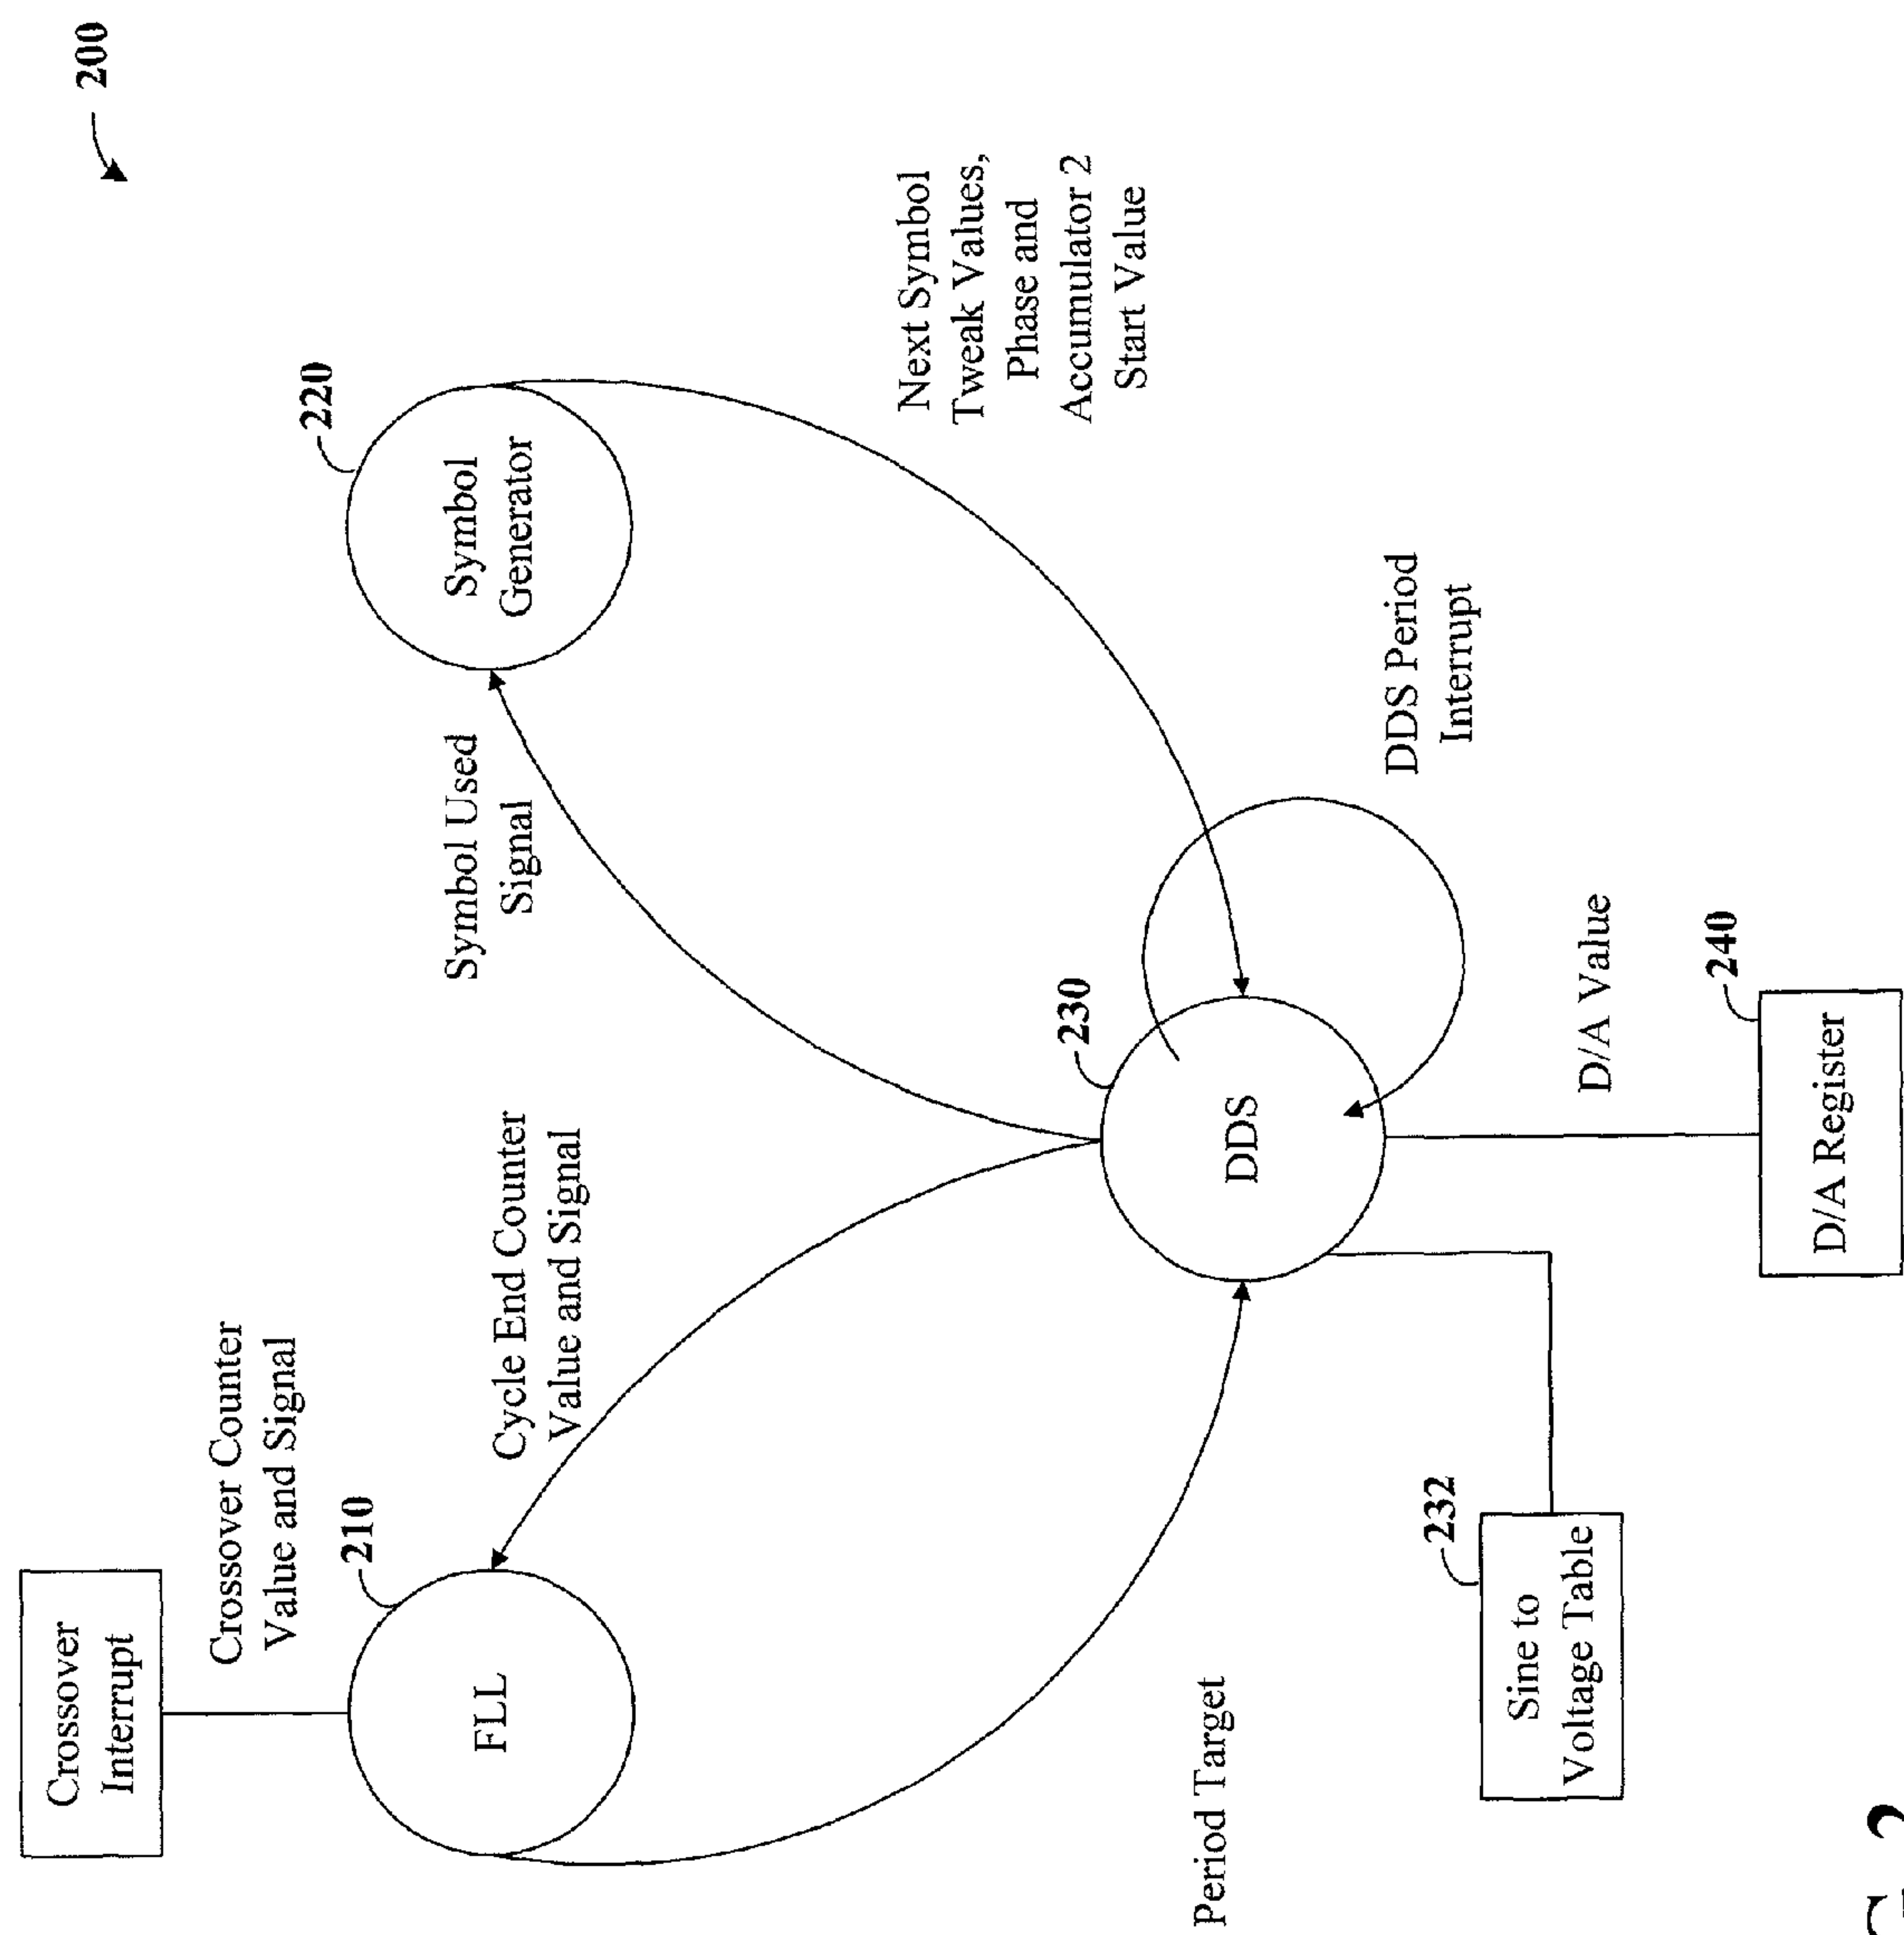 200
Crossover
Interrupt
Crossover Counter
Value and Signal
210
FLL
220
Symbol
Generator
Cycle End Counter
Value and Signal
Symbol Used
Signal
Next Symbol
Tweak Values,
Phase and
Accumulator 2
Start Value
230
DDS
Period Target
DDS Period
Interrupt
232
Sine to
Voltage Table
D/A Value
240
D/A Register